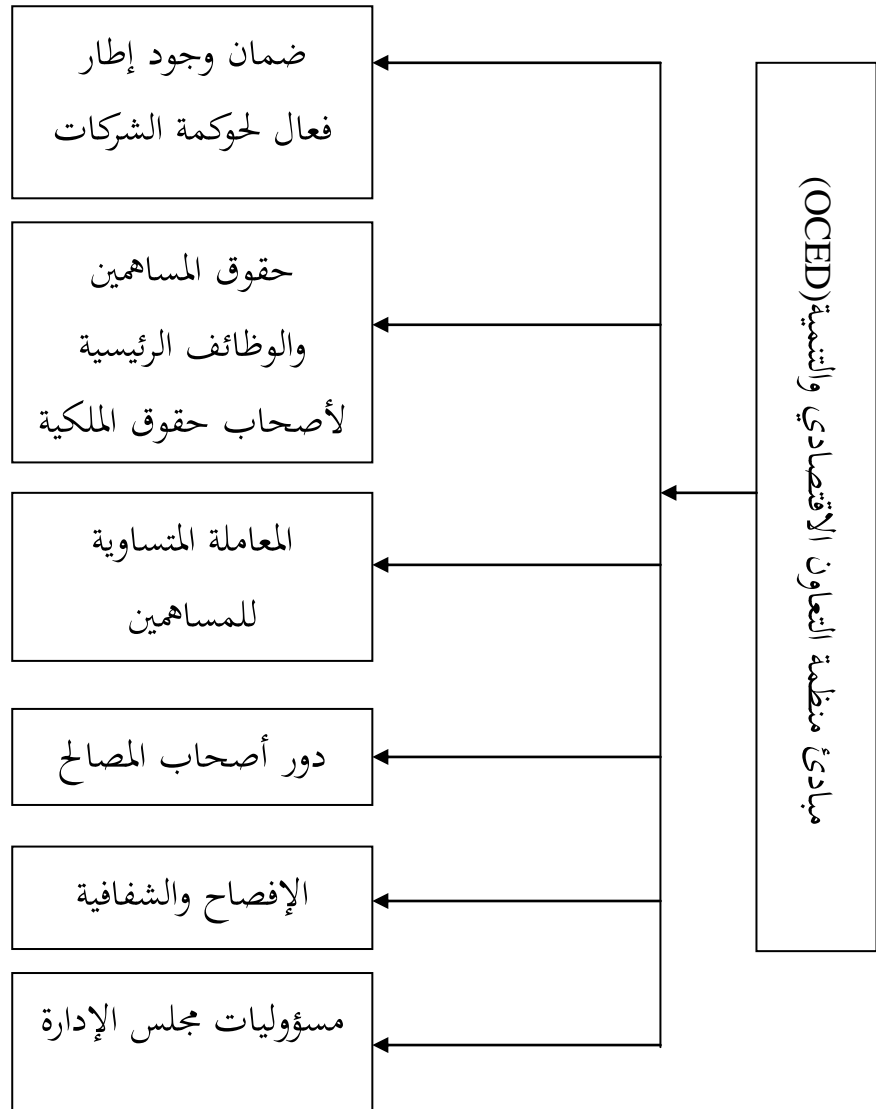 مبادئ منظمة التعاون الاقتصادي والتنمية(OCED)
ضمان وجود إطار
فعال لحوكمة الشركات
حقوق المساهمين
والوظائف الرئيسية
لأصحاب حقوق الملكية
المعاملة المتساوية
للمساهمين
دور أصحاب المصالح
الإفصاح والشفافية
مسؤوليات مجلس الإدارة